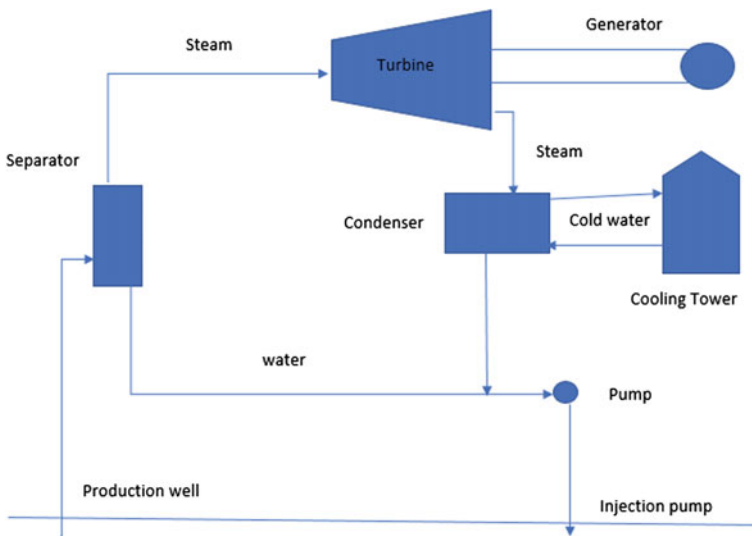 Steam
Generator
Turbine
Separator
Steam
Condenser
Cold water
Cooling Tower
water
Pump
Production well
Injection pump